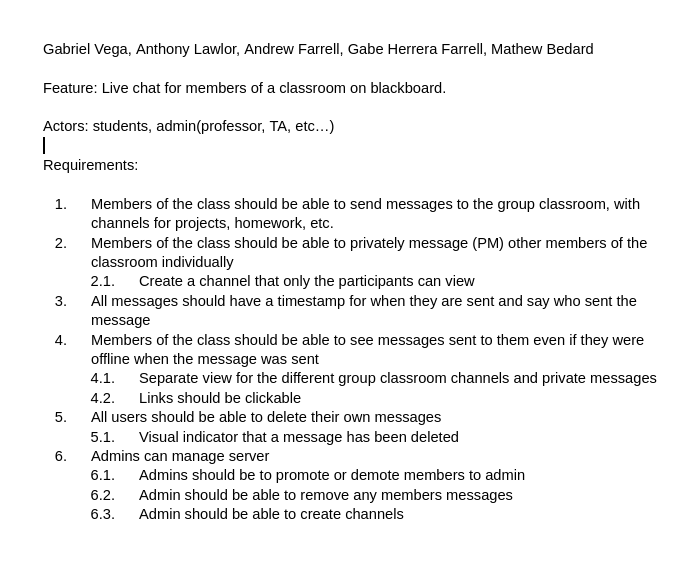 Gabriel Vega, Anthony Lawlor, Andrew Farrell, Gabe Herrera Farrell, Mathew Bedard
Feature: Live chat for members of a classroom on blackboard.
Actors: students, admin(professor, TA, etc…)
Requirements:
1. Members of the class should be able to send messages to the group classroom, with
channels for projects, homework, etc.
2. Members of the class should be able to privately message (PM) other members of the
classroom individually
2.1. Create a channel that only the participants can view
3. All messages should have a timestamp for when they are sent and say who sent the
message
4. Members of the class should be able to see messages sent to them even if they were
offline when the message was sent
4.1. Separate view for the different group classroom channels and private messages
4.2. Links should be clickable
5. All users should be able to delete their own messages
5.1. Visual indicator that a message has been deleted
6. Admins can manage server
6.1. Admins should be to promote or demote members to admin
6.2. Admin should be able to remove any members messages
6.3. Admin should be able to create channels